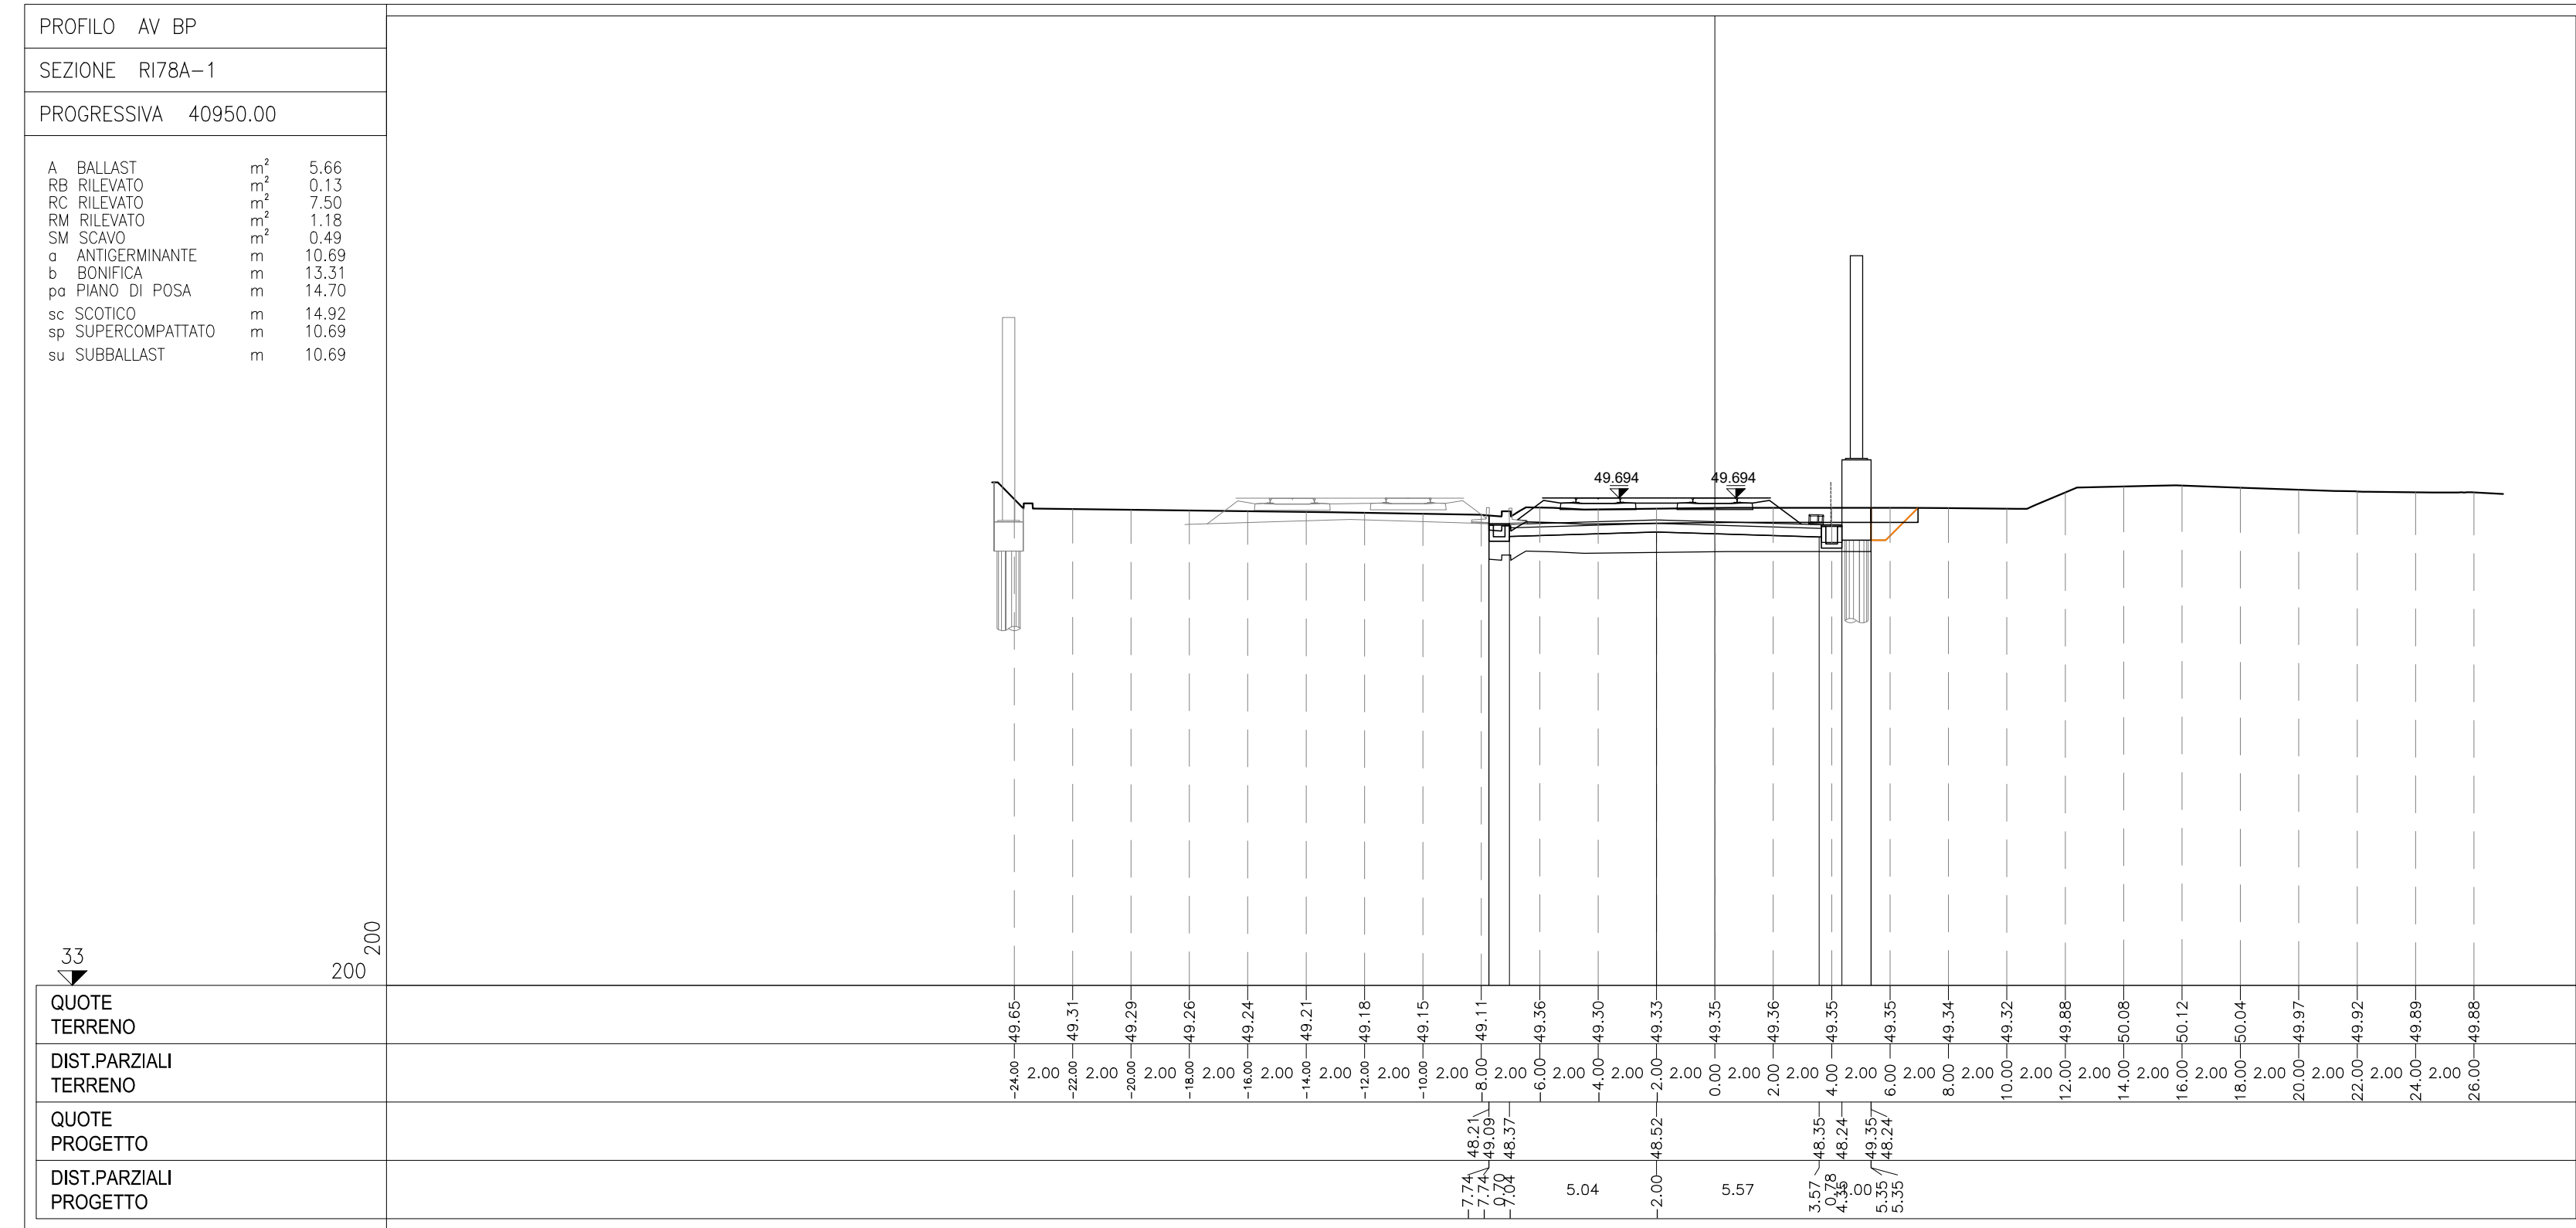 PROFILO AV BP
SEZIONE RI78A-1
PROGRESSIVA 40950.00
A BALLAST m² 5.66
RB RILEVATO m² 0.13
RC RILEVATO m² 7.50
RM RILEVATO m² 1.18
SM SCAVO m² 0.49
a ANTIGERMINANTE m 10.69
b BONIFICA m 13.31
pa PIANO DI POSA m 14.70
sc SCOTICO m 14.92
sp SUPERCOMPATTATO m 10.69
su SUBBALLAST m 10.69
49.694 49.694
33
200
200
QUOTE
TERRENO
49.65 49.31 49.29 49.26 49.24 49.21 49.18 49.15 49.11 49.36 49.30 49.33 49.35 49.36 49.35 49.35 49.34 49.32 49.88 50.08 50.12 50.04 49.97 49.92 49.89 49.88
DIST.PARZIALI
TERRENO
-24.00 2.00 -22.00 2.00 -20.00 2.00 -18.00 2.00 -16.00 2.00 -14.00 2.00 -12.00 2.00 -10.00 2.00 -8.00 2.00 -6.00 2.00 -4.00 2.00 -2.00 2.00 0.00 2.00 2.00 2.00 4.00 2.00 6.00 2.00 8.00 2.00 10.00 2.00 12.00 2.00 14.00 2.00 16.00 2.00 18.00 2.00 20.00 2.00 22.00 2.00 24.00 2.00 26.00
QUOTE
PROGETTO
48.21 49.09 48.37 48.52 48.35 48.24 49.35 48.24
DIST.PARZIALI
PROGETTO
-7.74 -7.74 0.70 -7.04 5.04 -2.00 5.57 3.57 0.78 4.35 1.00 5.35 5.35